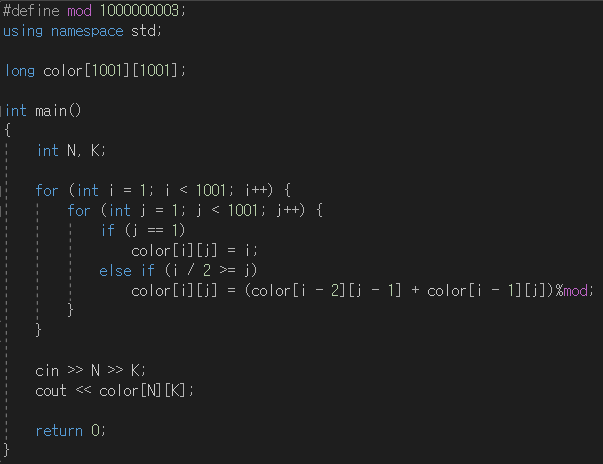 #define mod 1000000003;
using namespace std;
long color[1001][1001];
int main()
{
int N, K;
for (int i = 1; i < 1001; i++) {
for (int j = 1; j < 1001; j++) {
if (j == 1)
color[i][j] = i;
else if (i / 2 >= j)
color[i][j] = (color[i - 2][j - 1] + color[i - 1][j])%mod;
}
}
cin >> N >> K;
cout << color[N][K];
return 0;
}